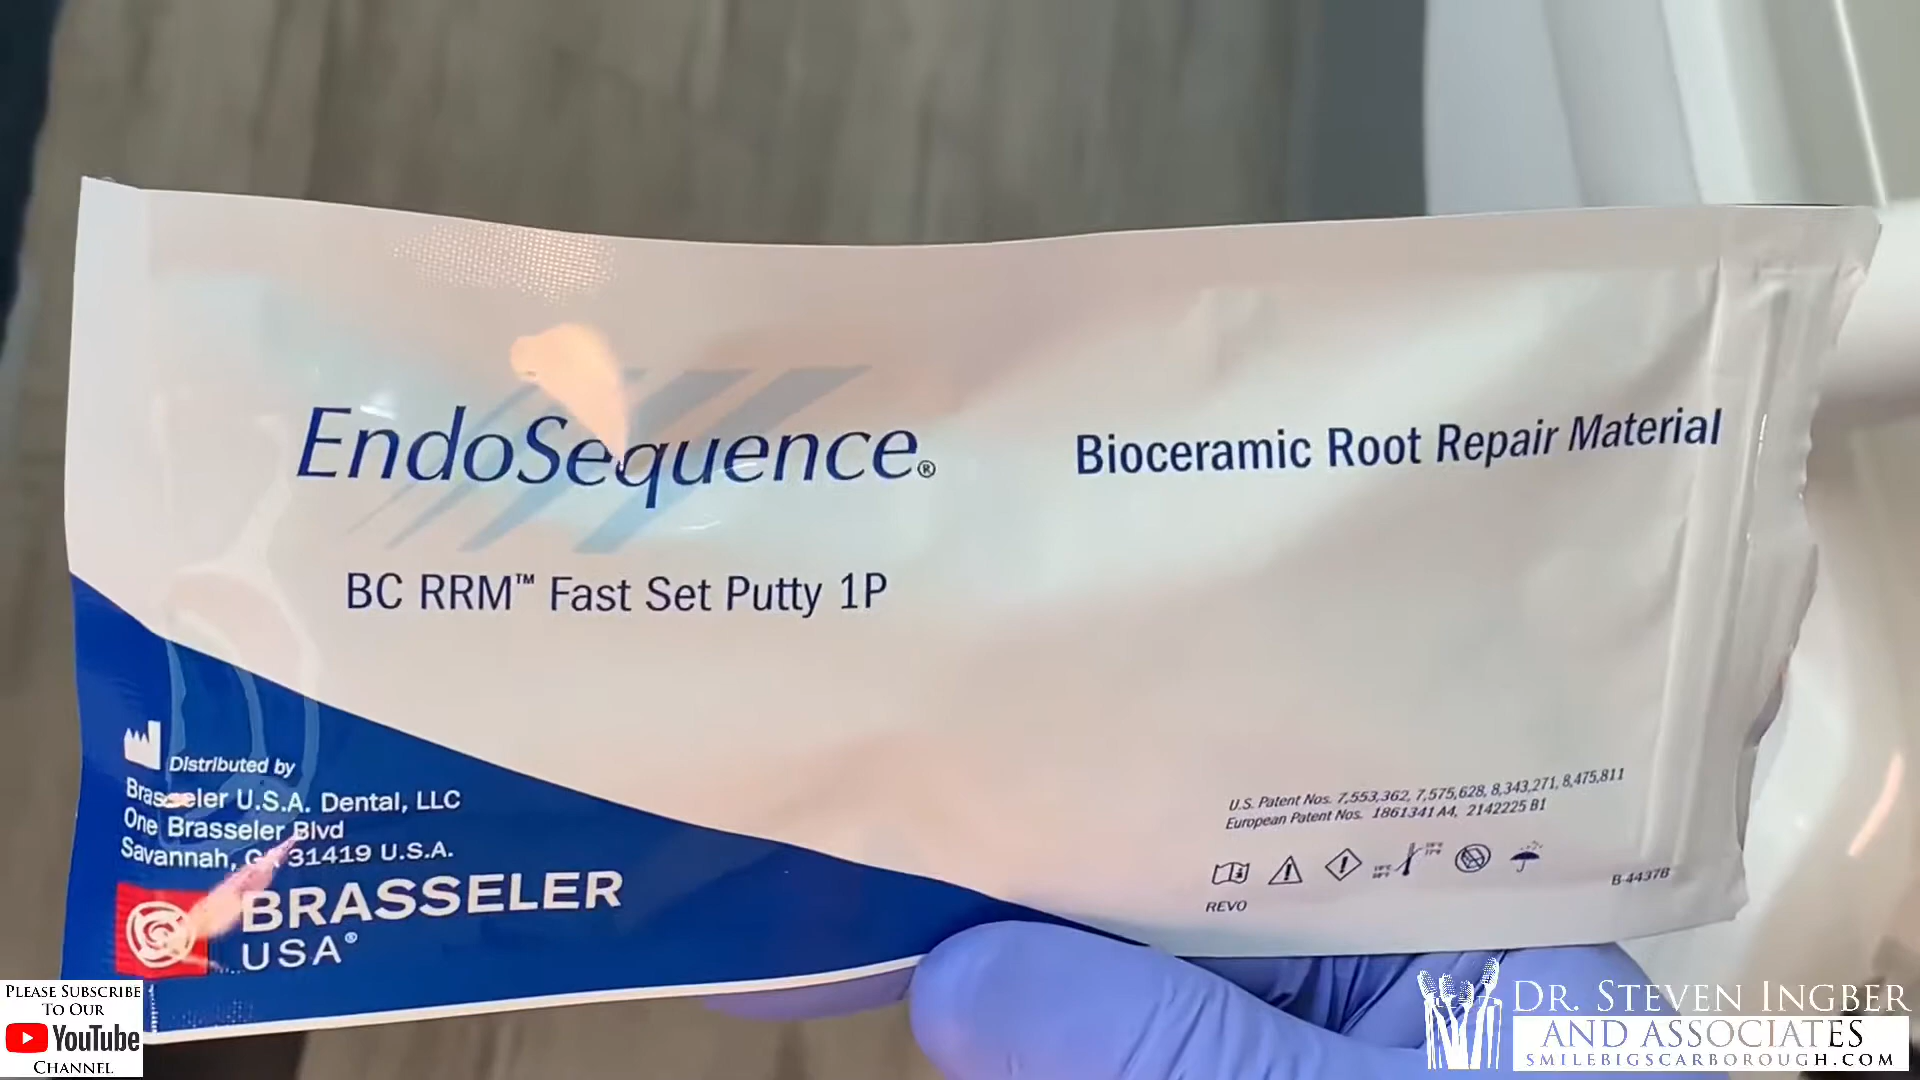 EndoSequence®
Bioceramic Root Repair Material
BC RRM™ Fast Set Putty 1P
Distributed by
Brasseler U.S.A. Dental, LLC
One Brasseler Blvd
Savannah, GA 31419 U.S.A.
BRASSELER
USA®
U.S. Patent Nos. 7,553,362, 7,575,628, 8,343,271, 8,475,811
European Patent Nos. 1861341 A4, 2142225 B1
REVO
B-4437B
PLEASE SUBSCRIBE
TO OUR
YouTube
CHANNEL
DR. STEVEN INGBER
AND ASSOCIATES
SMILEBIGSCARBOROUGH.COM